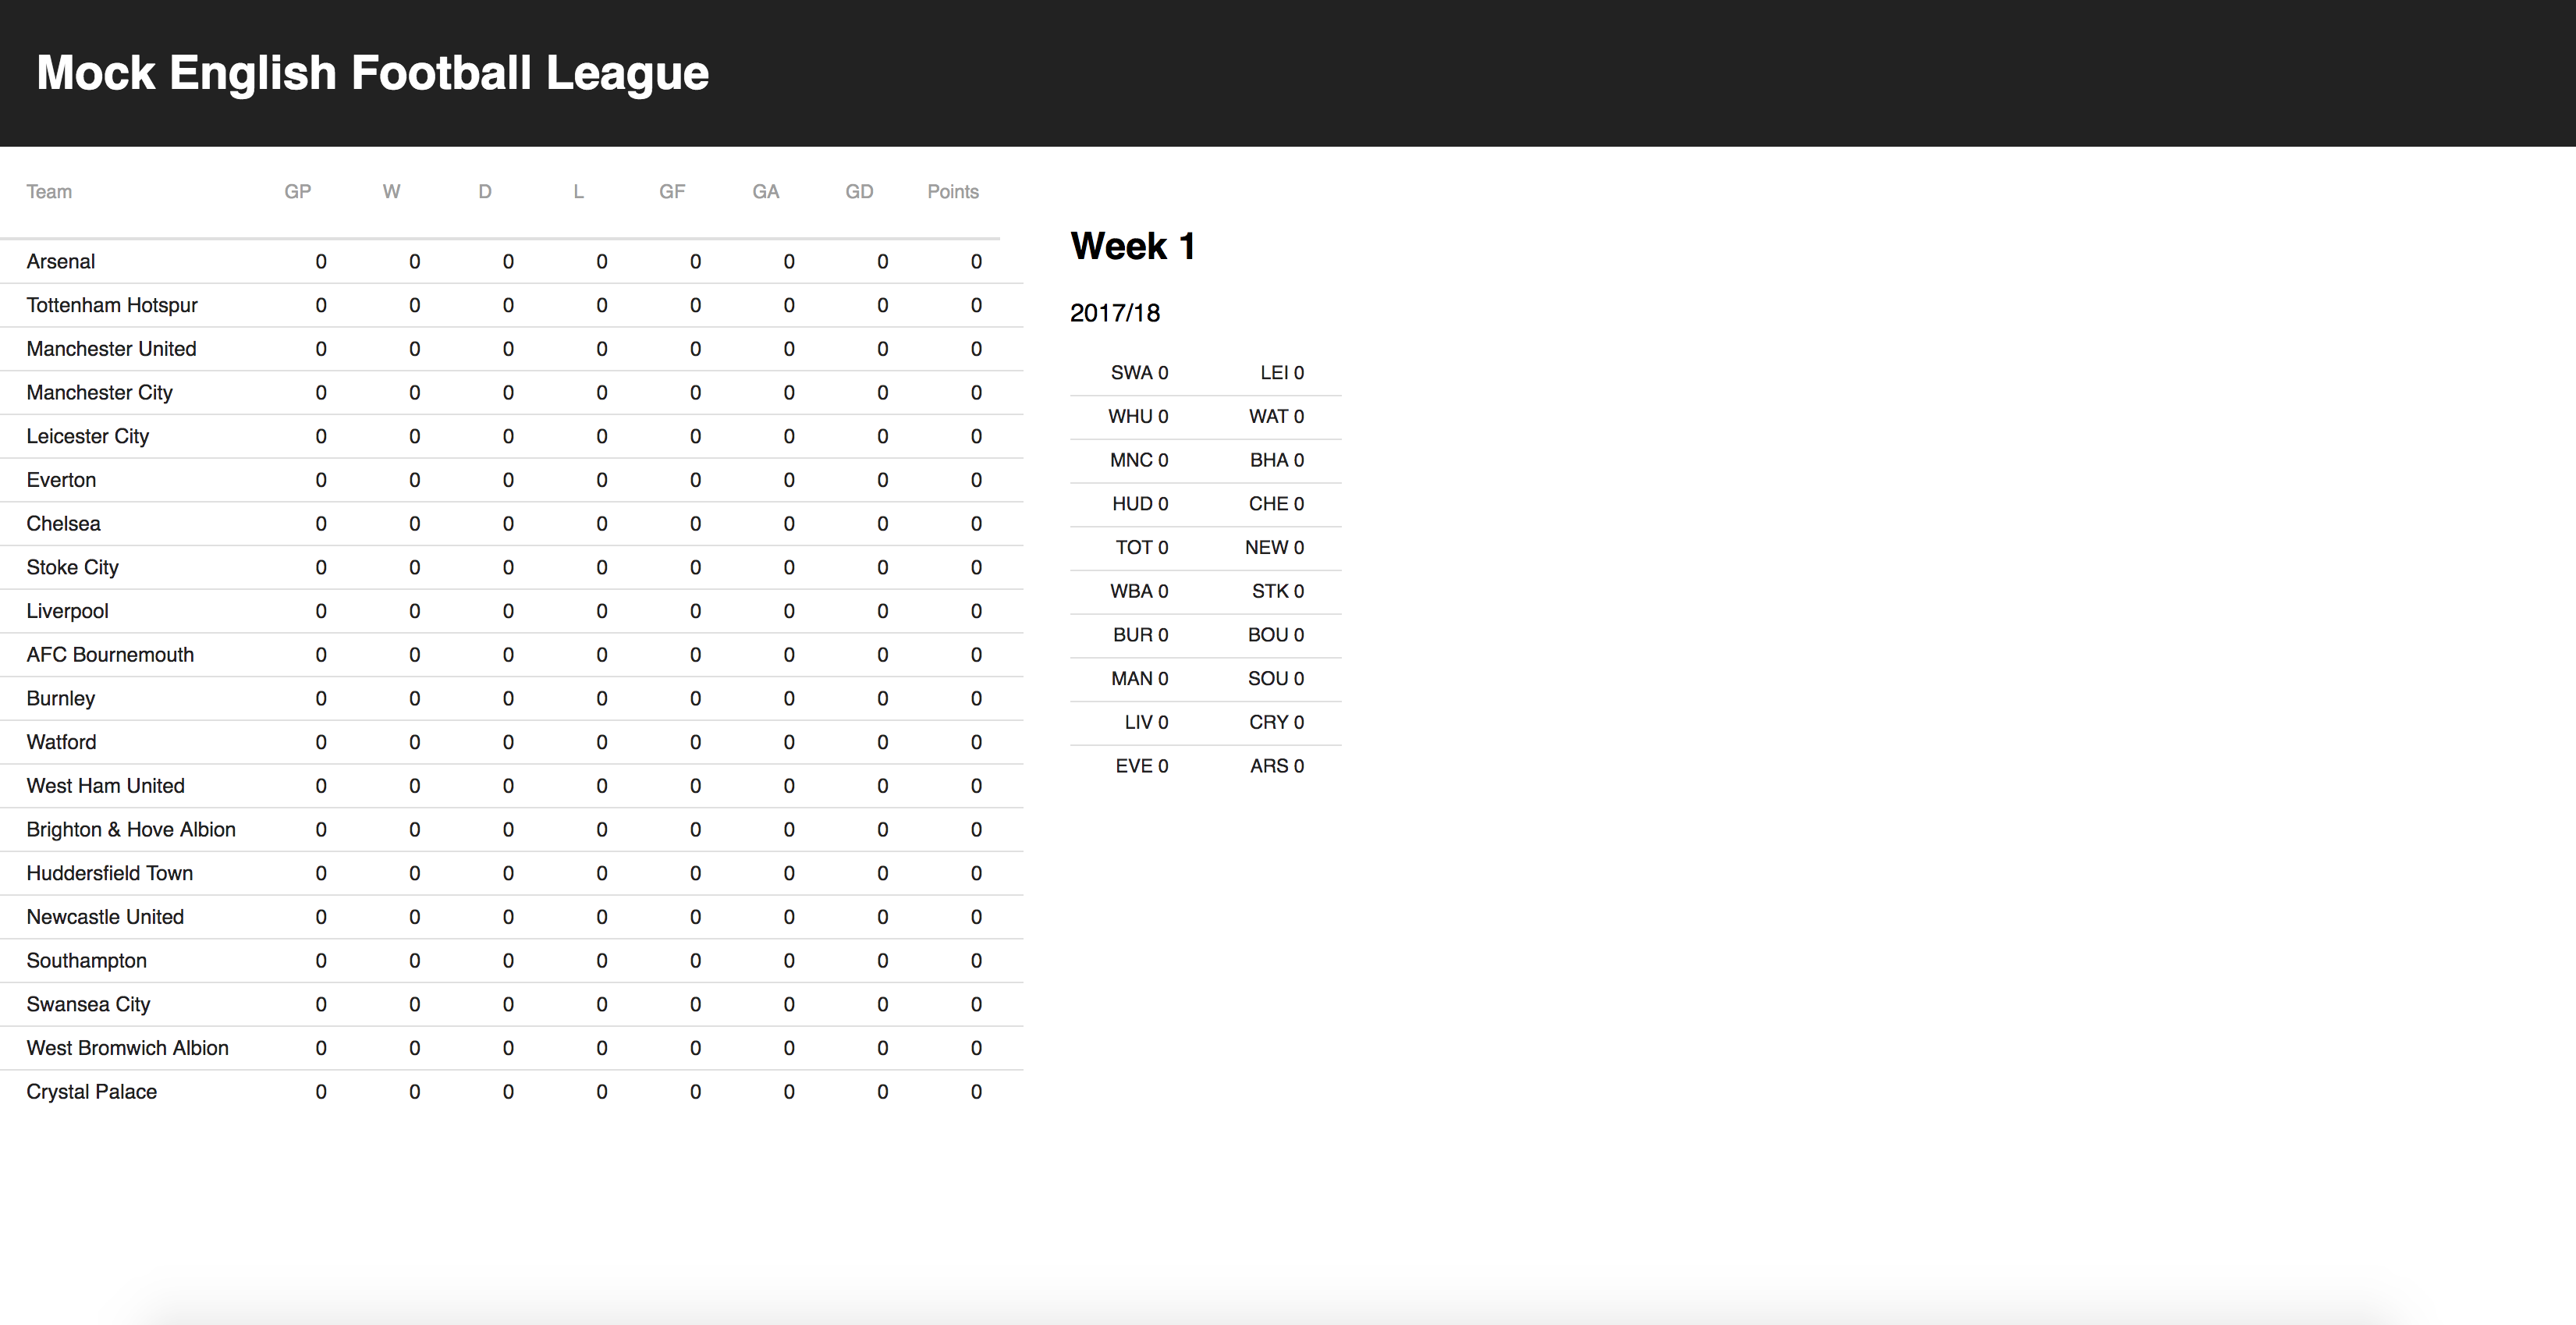 Mock English Football League
Team GP W D L GF GA GD Points
Arsenal 0 0 0 0 0 0 0 0
Tottenham Hotspur 0 0 0 0 0 0 0 0
Manchester United 0 0 0 0 0 0 0 0
Manchester City 0 0 0 0 0 0 0 0
Leicester City 0 0 0 0 0 0 0 0
Everton 0 0 0 0 0 0 0 0
Chelsea 0 0 0 0 0 0 0 0
Stoke City 0 0 0 0 0 0 0 0
Liverpool 0 0 0 0 0 0 0 0
AFC Bournemouth 0 0 0 0 0 0 0 0
Burnley 0 0 0 0 0 0 0 0
Watford 0 0 0 0 0 0 0 0
West Ham United 0 0 0 0 0 0 0 0
Brighton & Hove Albion 0 0 0 0 0 0 0 0
Huddersfield Town 0 0 0 0 0 0 0 0
Newcastle United 0 0 0 0 0 0 0 0
Southampton 0 0 0 0 0 0 0 0
Swansea City 0 0 0 0 0 0 0 0
West Bromwich Albion 0 0 0 0 0 0 0 0
Crystal Palace 0 0 0 0 0 0 0 0
Week 1
2017/18
SWA 0 LEI 0
WHU 0 WAT 0
MNC 0 BHA 0
HUD 0 CHE 0
TOT 0 NEW 0
WBA 0 STK 0
BUR 0 BOU 0
MAN 0 SOU 0
LIV 0 CRY 0
EVE 0 ARS 0